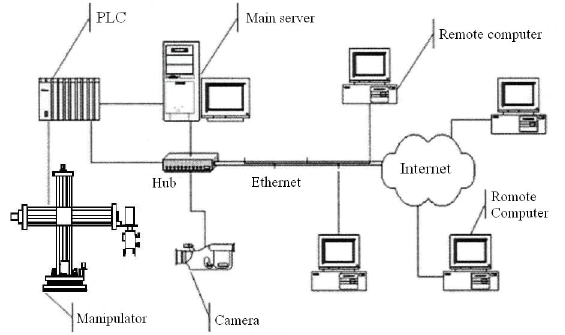 PLC
Main server
Remote computer
Hub
Ethernet
Internet
Romote
Computer
Manipulator
Camera